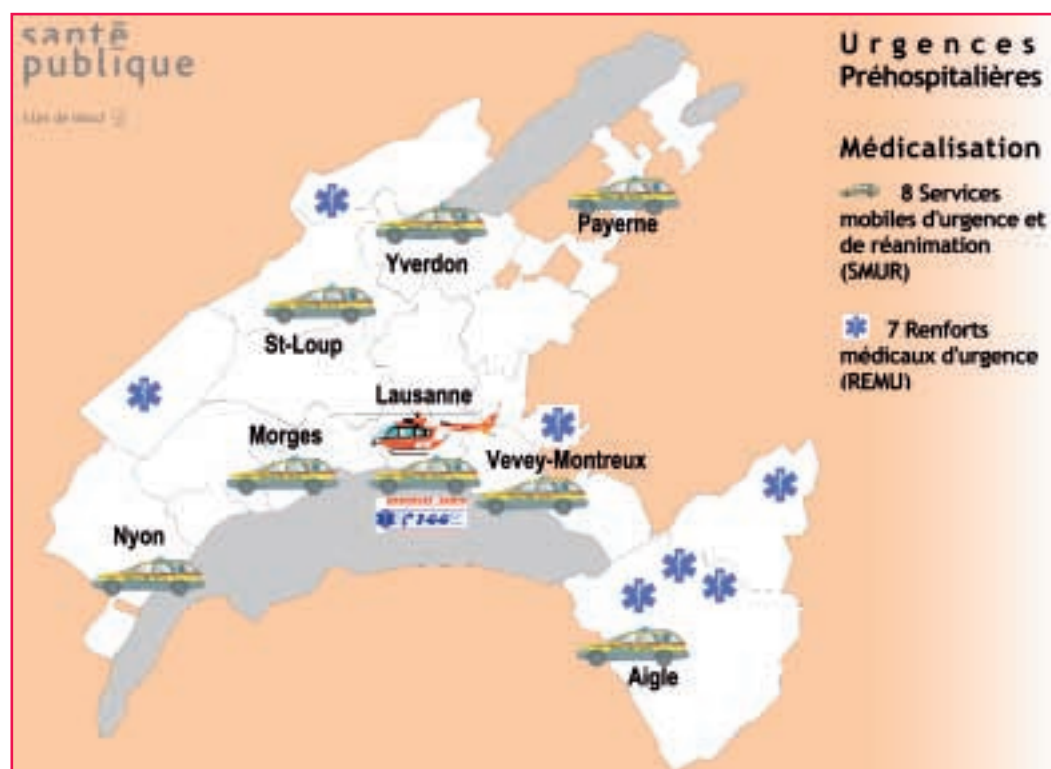 santé
publique
Urgences
Préhospitalières
Médicalisation
8 Services
mobiles d'urgence et
de réanimation
(SMUR)
7 Renforts
médicaux d'urgence
(REMU)
Payerne
Yverdon
St-Loup
Lausanne
Morges
Vevey-Montreux
144
Nyon
Aigle